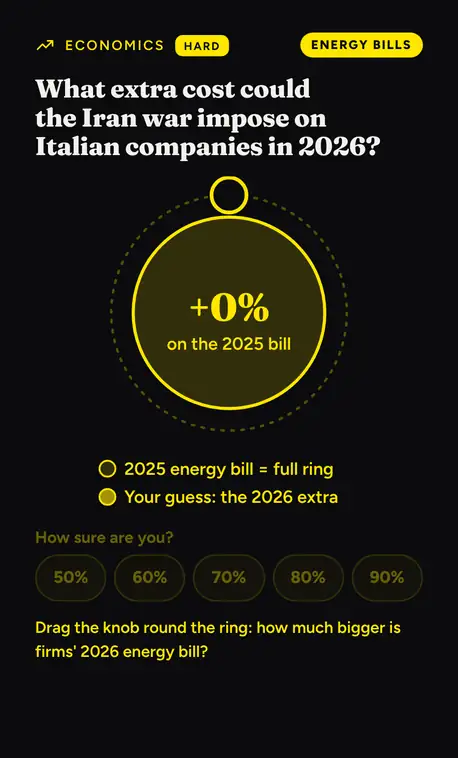 ECONOMICS HARD ENERGY BILLS
What extra cost could
the Iran war impose on
Italian companies in 2026?
+0%
on the 2025 bill
2025 energy bill = full ring
Your guess: the 2026 extra
How sure are you?
50% 60% 70% 80% 90%
Drag the knob round the ring: how much bigger is
firms' 2026 energy bill?